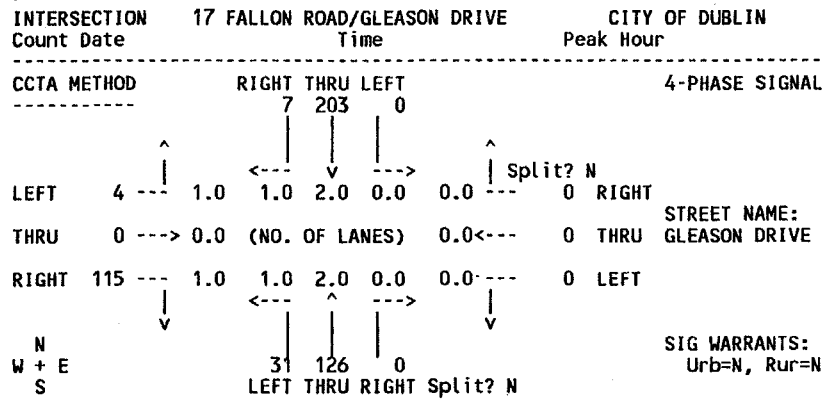 INTERSECTION 17 FALLON ROAD/GLEASON DRIVE CITY OF DUBLIN
Count Date Time Peak Hour
CCTA METHOD RIGHT THRU LEFT 4-PHASE SIGNAL
7 203 0
Split? N
LEFT 4 --- 1.0 1.0 2.0 0.0 0.0 --- 0 RIGHT
STREET NAME:
THRU 0 ---> 0.0 (NO. OF LANES) 0.0<--- 0 THRU GLEASON DRIVE
RIGHT 115 --- 1.0 1.0 2.0 0.0 0.0 --- 0 LEFT
N SIG WARRANTS:
W + E 31 126 0 Urb=N, Rur=N
S LEFT THRU RIGHT Split? N